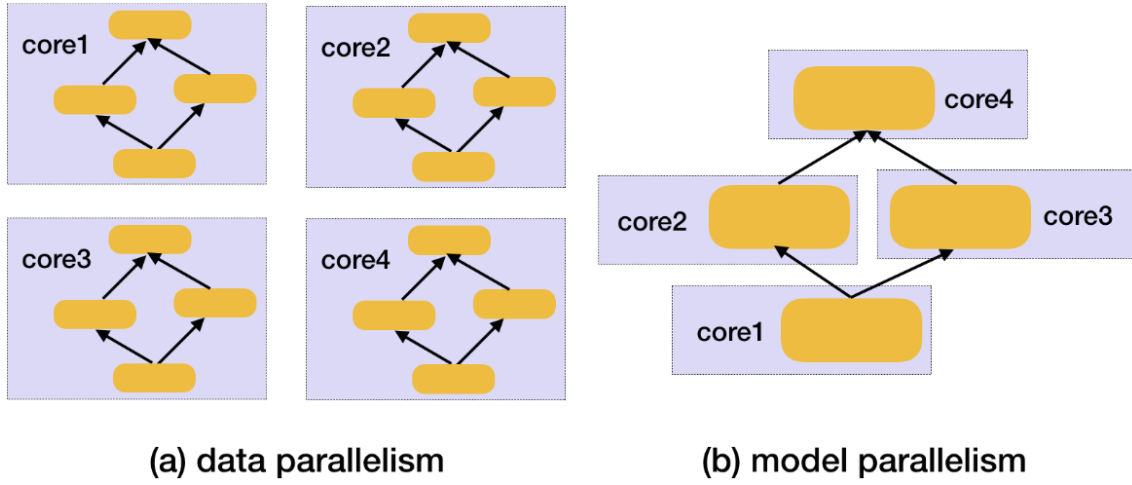 core1
core2
core3
core4
(a) data parallelism
core4
core2
core3
core1
(b) model parallelism